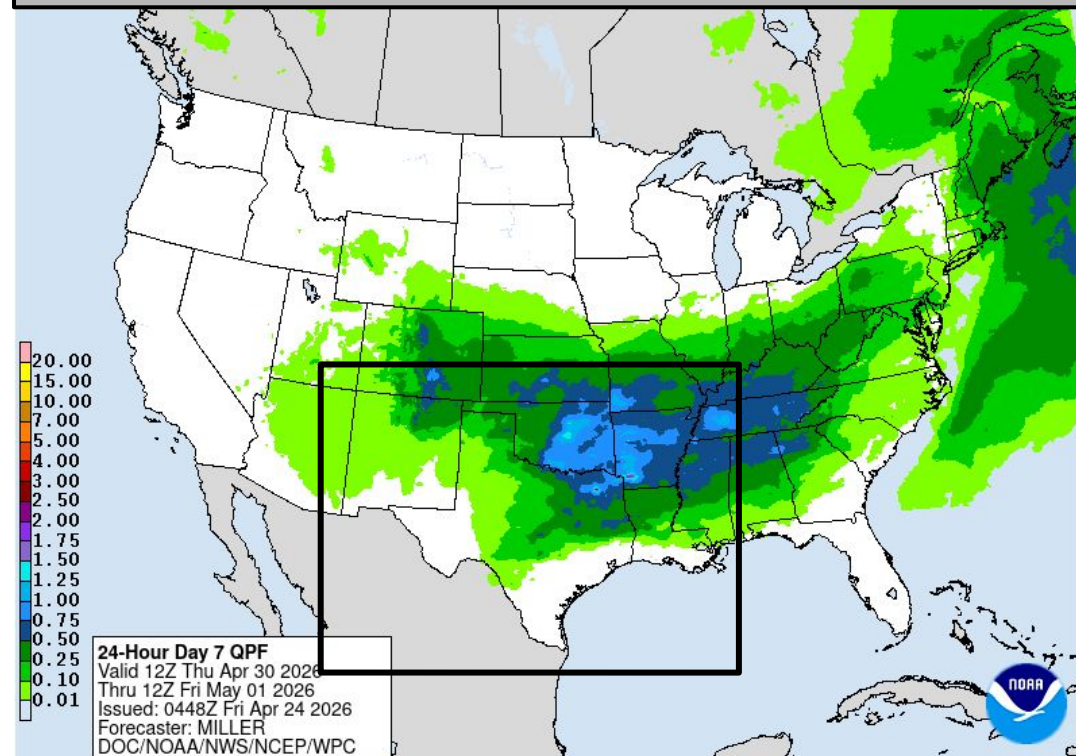 20.00
15.00
10.00
7.00
5.00
4.00
3.00
2.50
2.00
1.75
1.50
1.25
1.00
0.75
0.50
0.25
0.10
0.01
24-Hour Day 7 QPF
Valid 12Z Thu Apr 30 2026
Thru 12Z Fri May 01 2026
Issued: 0448Z Fri Apr 24 2026
Forecaster: MILLER
DOC/NOAA/NWS/NCEP/WPC
NOAA